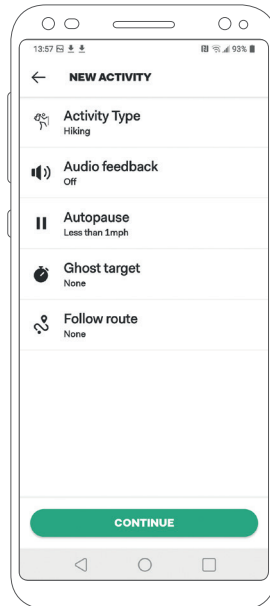 13:57 93%
NEW ACTIVITY
Activity Type
Hiking
Audio feedback
Off
Autopause
Less than 1mph
Ghost target
None
Follow route
None
CONTINUE